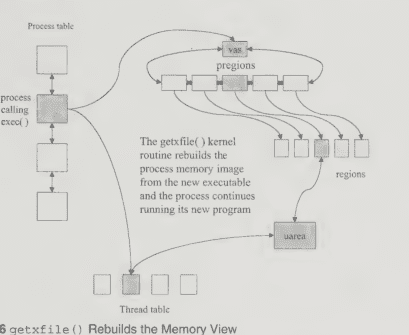 Process table
vas
pregions
process
calling
exec( )
The getxfile( ) kernel
routine rebuilds the
process memory image
from the new executable
and the process continues
running its new program
regions
uarea
Thread table
6 getxfile() Rebuilds the Memory View